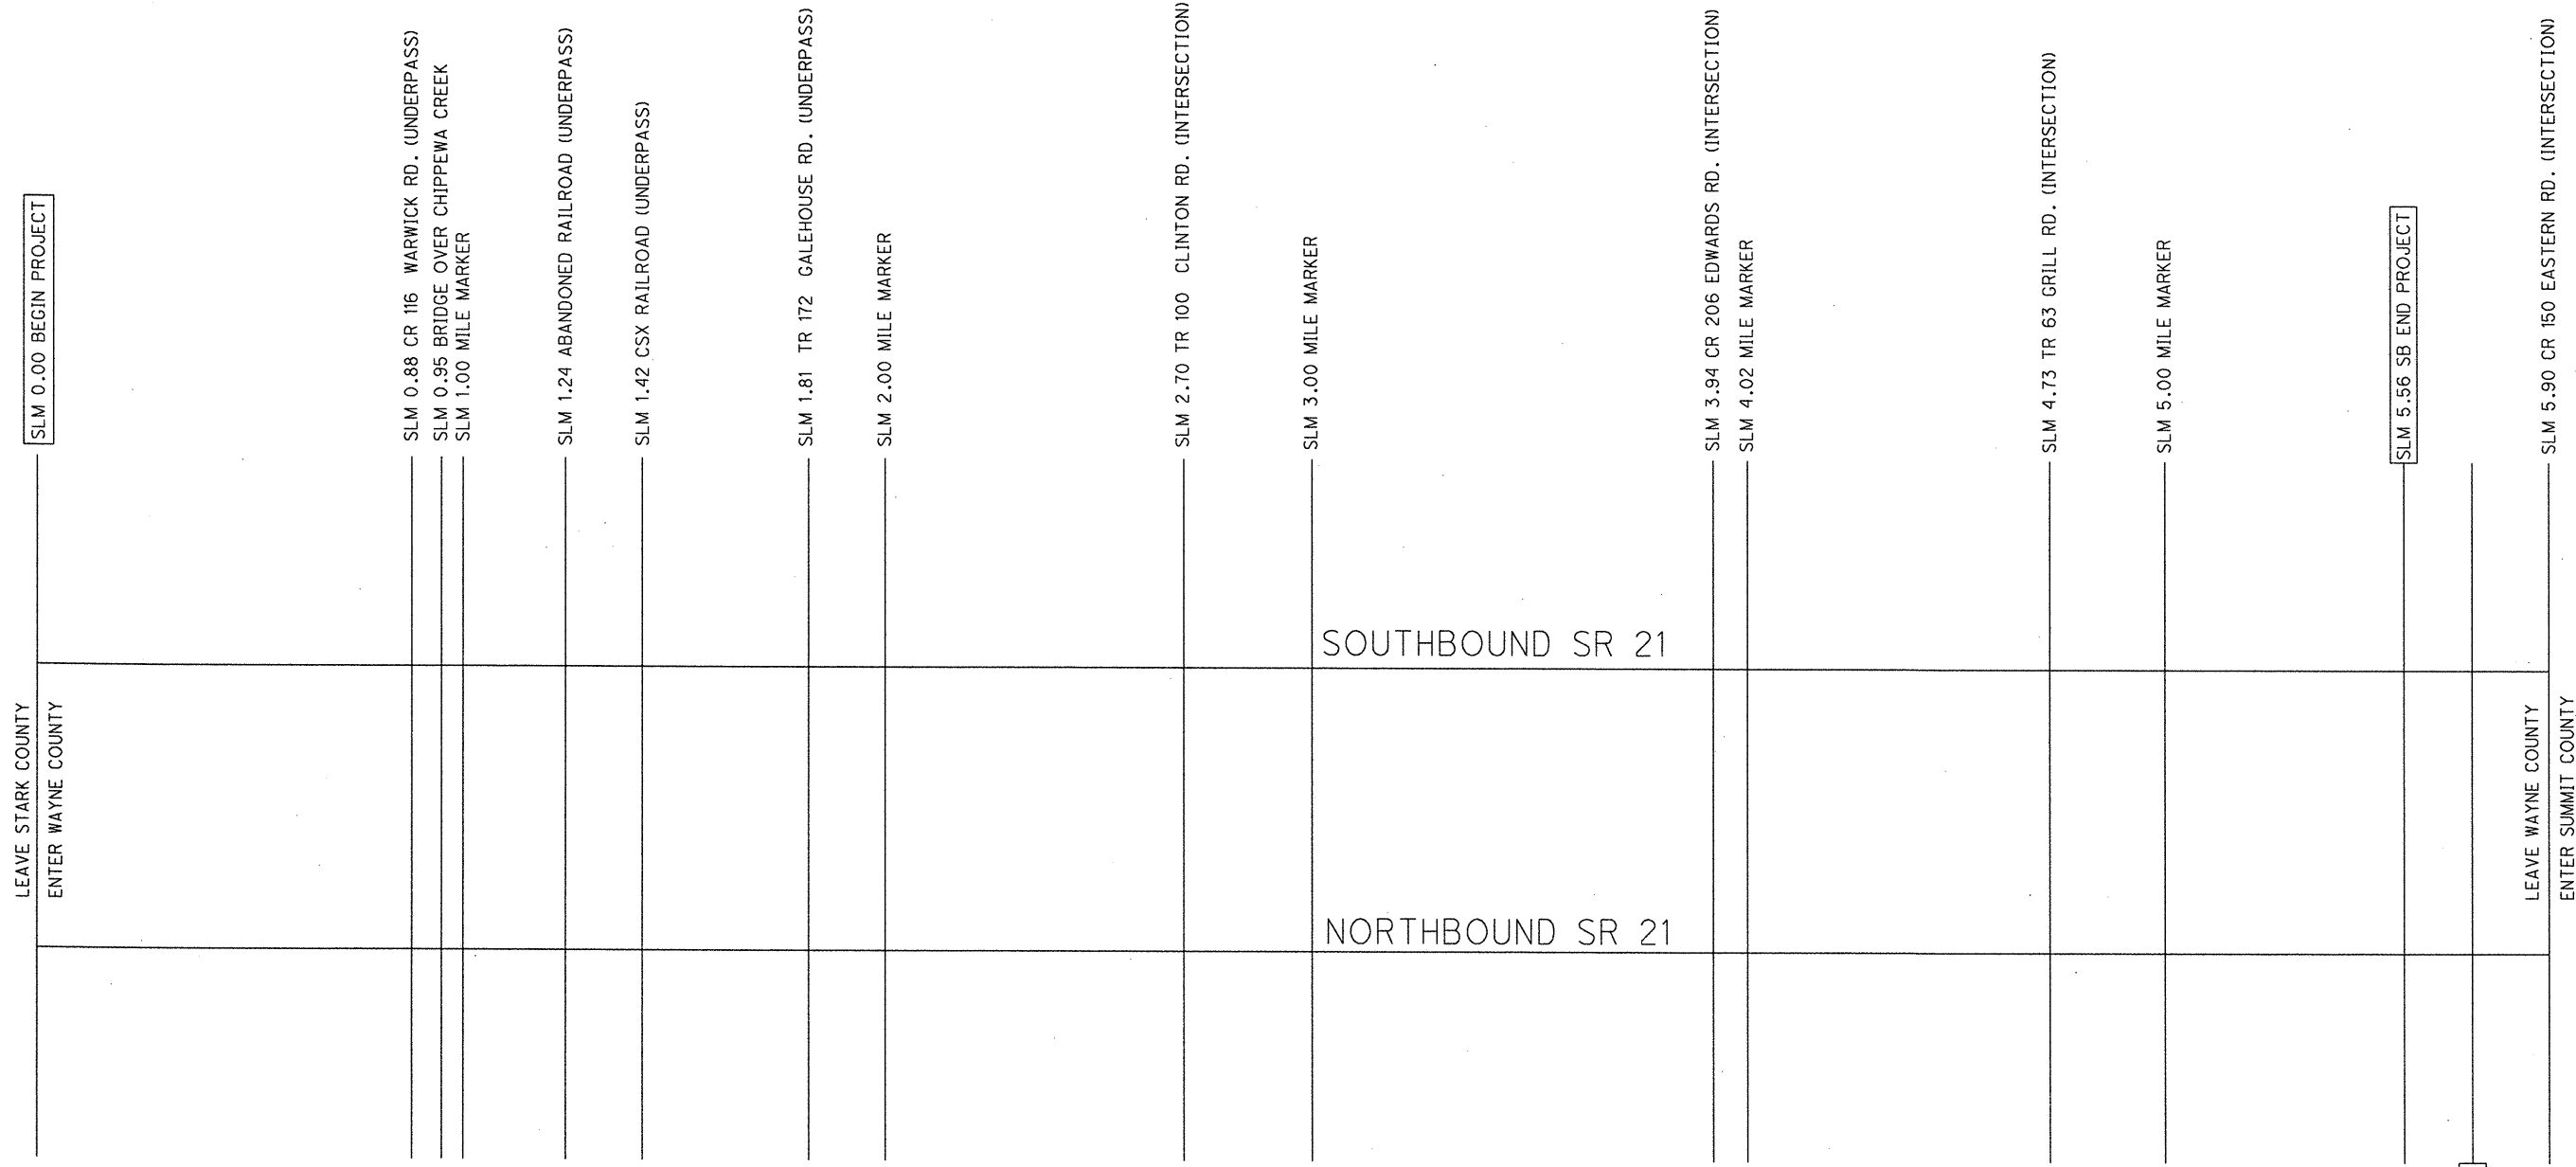 SLM 0.00 BEGIN PROJECT
SLM 0.88 CR 116 WARWICK RD. (UNDERPASS)
SLM 0.95 BRIDGE OVER CHIPPEWA CREEK
SLM 1.00 MILE MARKER
SLM 1.24 ABANDONED RAILROAD (UNDERPASS)
SLM 1.42 CSX RAILROAD (UNDERPASS)
SLM 1.81 TR 172 GALEHOUSE RD. (UNDERPASS)
SLM 2.00 MILE MARKER
SLM 2.70 TR 100 CLINTON RD. (INTERSECTION)
SLM 3.00 MILE MARKER
SLM 3.94 CR 206 EDWARDS RD. (INTERSECTION)
SLM 4.02 MILE MARKER
SLM 4.73 TR 63 GRILL RD. (INTERSECTION)
SLM 5.00 MILE MARKER
SLM 5.56 SB END PROJECT
SLM 5.90 CR 150 EASTERN RD. (INTERSECTION)
SOUTHBOUND SR 21
LEAVE STARK COUNTY
ENTER WAYNE COUNTY
LEAVE WAYNE COUNTY
ENTER SUMMIT COUNTY
NORTHBOUND SR 21